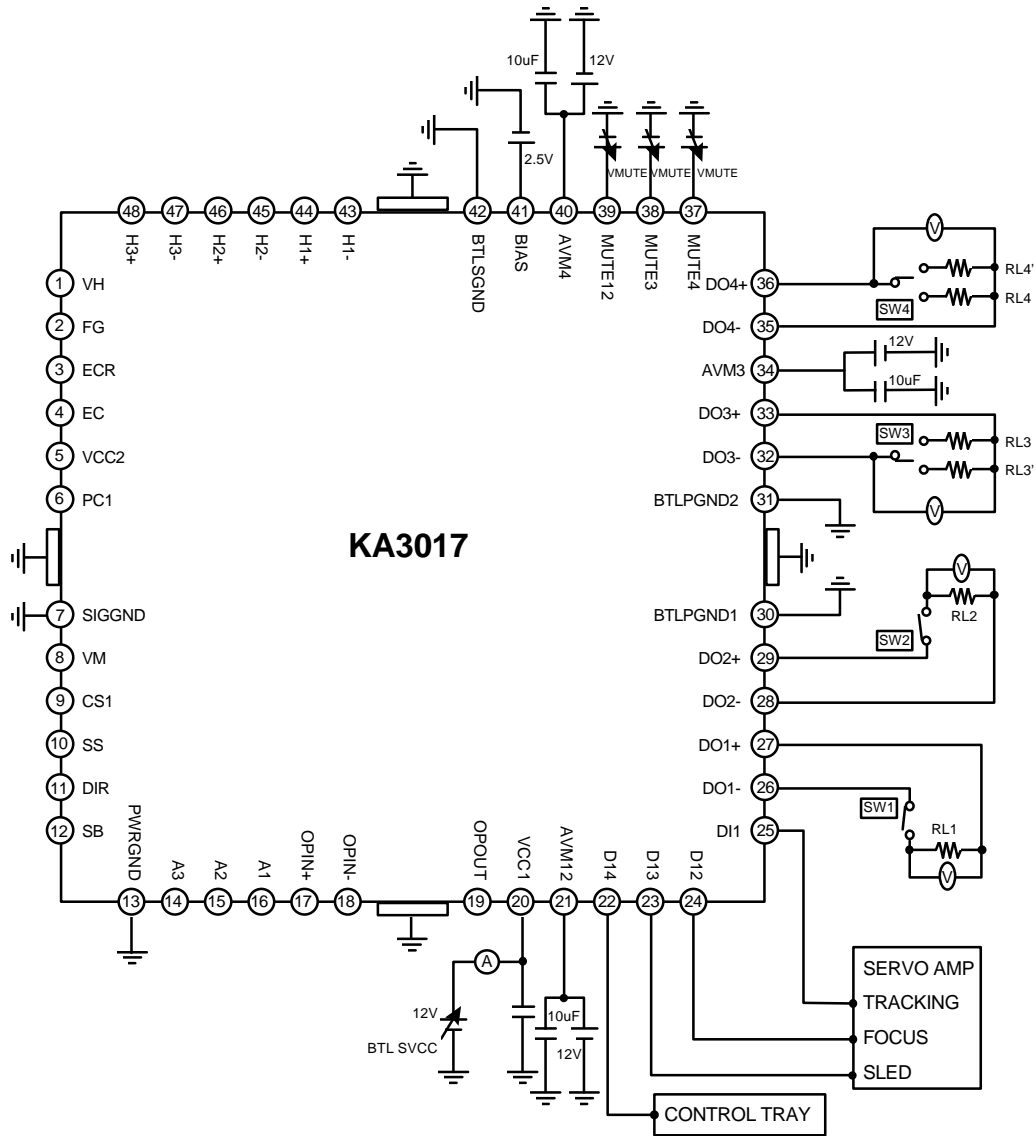 10uF
12V
2.5V
VMUTE
VMUTE
VMUTE
48
47
46
45
44
43
42
41
40
39
38
37
H3+
H3-
H2+
H2-
H1+
H1-
BTLSGND
BIAS
AVM4
MUTE12
MUTE3
MUTE4
1 VH
2 FG
3 ECR
4 EC
5 VCC2
6 PC1
7 SIGGND
8 VM
9 CS1
10 SS
11 DIR
12 SB
KA3017
DO4+ 36
DO4- 35
AVM3 34
DO3+ 33
DO3- 32
BTLPGND2 31
BTLPGND1 30
DO2+ 29
DO2- 28
DO1+ 27
DO1- 26
DI1 25
V
RL4'
SW4
RL4
12V
10uF
SW3
RL3
RL3'
V
V
SW2
RL2
SW1
RL1
V
PWRGND
A3
A2
A1
OPIN+
OPIN-
OPOUT
VCC1
AVM12
D14
D13
D12
13
14
15
16
17
18
19
20
21
22
23
24
A
12V
BTL SVCC
10uF
12V
SERVO AMP
TRACKING
FOCUS
SLED
CONTROL TRAY